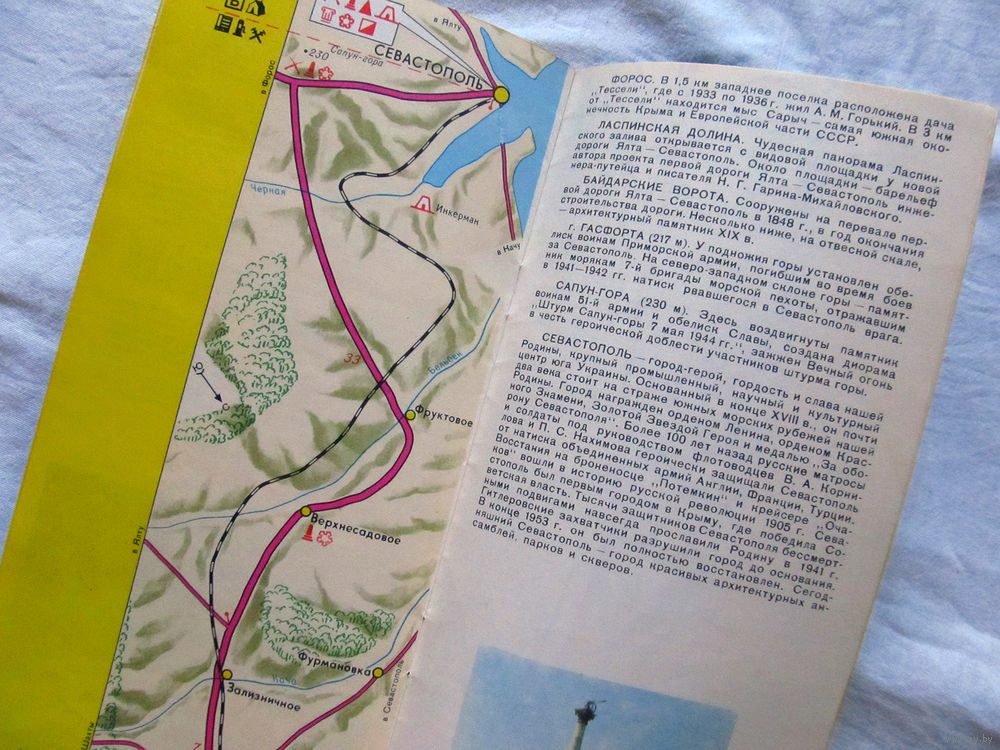 в Ялту
СЕВАСТОПОЛЬ
•230
Сапун-гора
в Форос
Черная
Инкерман
в Начу
33
Бельбек
Фруктовое
Ю
С
Верхнесадовое
в Ялту
Фурмановка
Кача
Зализничное
в Севастополь
7
ФОРОС. В 1,5 км западнее поселка расположена дача
„Тессели“, где с 1933 по 1936 г. жил А. М. Горький. В 3 км
от „Тессели“ находится мыс Сарыч — самая южная око-
нечность Крыма и Европейской части СССР.
ЛАСПИНСКАЯ ДОЛИНА. Чудесная панорама Ласпин-
ского залива открывается с видовой площадки у новой
дороги Ялта — Севастополь. Около площадки — барельеф
автора проекта первой дороги Ялта — Севастополь инже-
нера-путейца и писателя Н. Г. Гарина-Михайловского.
БАЙДАРСКИЕ ВОРОТА. Сооружены на перевале пер-
вой дороги Ялта — Севастополь в 1848 г., в год окончания
строительства дороги. Несколько ниже, на отвесной скале,
— архитектурный памятник XIX в.
г. ГАСФОРТА (217 м). У подножия горы установлен обе-
лиск воинам Приморской армии, погибшим во время боев
за Севастополь. На северо-западном склоне горы — памят-
ник морякам 7-й бригады морской пехоты, отражавшим
в 1941—1942 гг. натиск рвавшегося в Севастополь врага.
САПУН-ГОРА (230 м). Здесь воздвигнуты памятник
воинам 51-й армии и обелиск Славы, создана диорама
„Штурм Сапун-горы 7 мая 1944 гг.“, зажжен Вечный огонь
в честь героической доблести участников штурма горы.
СЕВАСТОПОЛЬ — город-герой, гордость и слава нашей
Родины, крупный промышленный, научный и культурный
центр юга Украины. Основанный в конце XVIII в., он почти
два века стоит на страже южных морских рубежей нашей
Родины. Город награжден орденом Ленина, орденом Крас-
ного Знамени, Золотой Звездой Героя и медалью „За обо-
рону Севастополя“. Более 100 лет назад русские матросы
и солдаты под руководством флотоводцев В. А. Корни-
лова и П. С. Нахимова героически защищали Севастополь
от натиска объединенных армий Англии, Франции, Турции.
Восстания на броненосце „Потемкин“ и крейсере „Оча-
ков“ вошли в историю русской революции 1905 г. Сева-
стополь был первым городом в Крыму, где победила Со-
ветская власть. Тысячи защитников Севастополя бессмерт-
ными подвигами навсегда прославили Родину в 1941 г.
Гитлеровские захватчики разрушили город до основания.
В конце 1953 г. он был полностью восстановлен. Сегод-
няшний Севастополь — город красивых архитектурных ан-
самблей, парков и скверов.